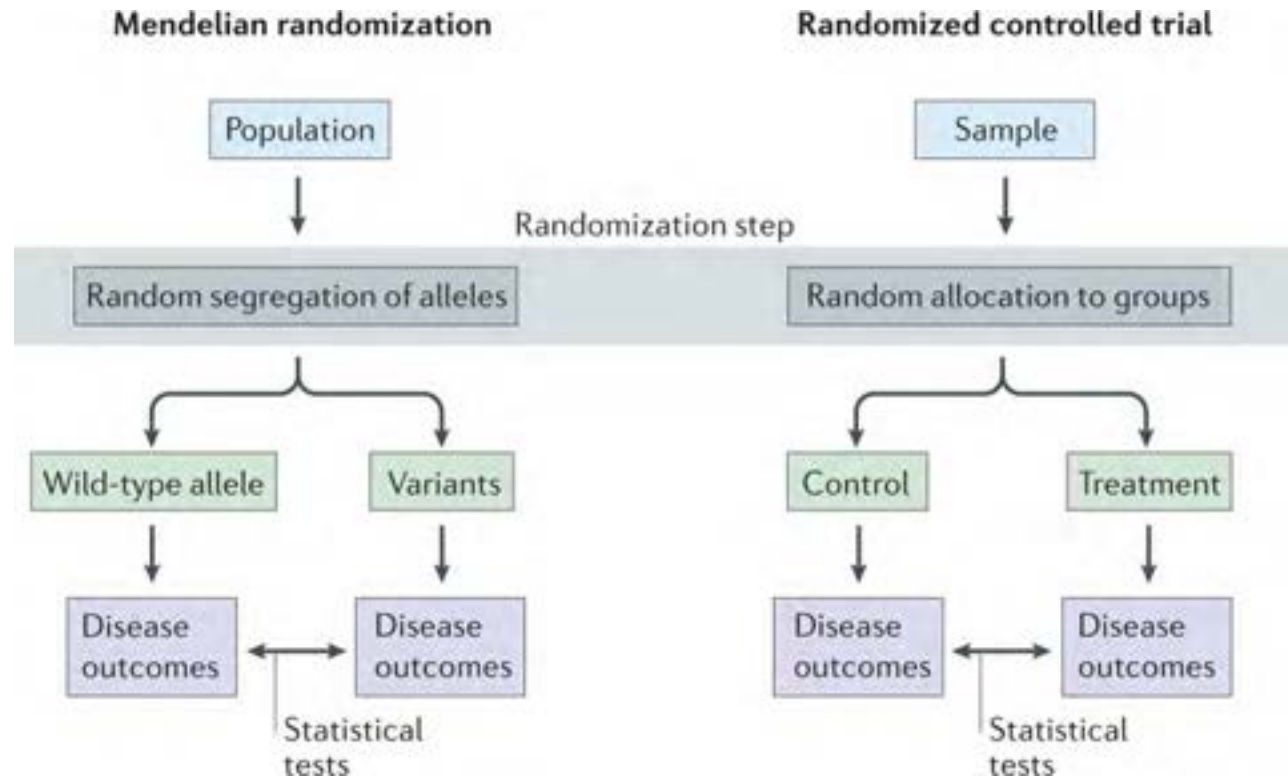 Mendelian randomization
Randomized controlled trial
Population
Sample
Randomization step
Random segregation of alleles
Random allocation to groups
Wild-type allele
Variants
Control
Treatment
Disease
outcomes
Disease
outcomes
Disease
outcomes
Disease
outcomes
Statistical
tests
Statistical
tests